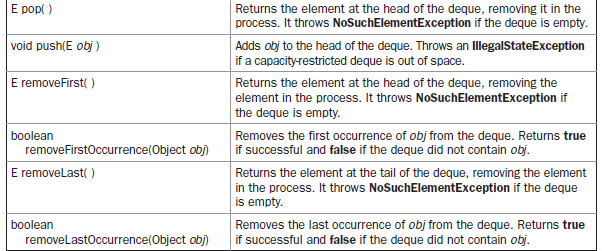 E pop( )
Returns the element at the head of the deque, removing it in the
process. It throws NoSuchElementException if the deque is empty.
void push(E obj )
Adds obj to the head of the deque. Throws an IllegalStateException
if a capacity-restricted deque is out of space.
E removeFirst( )
Returns the element at the head of the deque, removing the
element in the process. It throws NoSuchElementException if
the deque is empty.
boolean
removeFirstOccurrence(Object obj)
Removes the first occurrence of obj from the deque. Returns true
if successful and false if the deque did not contain obj.
E removeLast( )
Returns the element at the tail of the deque, removing the element
in the process. It throws NoSuchElementException if the deque
is empty.
boolean
removeLastOccurrence(Object obj)
Removes the last occurrence of obj from the deque. Returns true
if successful and false if the deque did not contain obj.